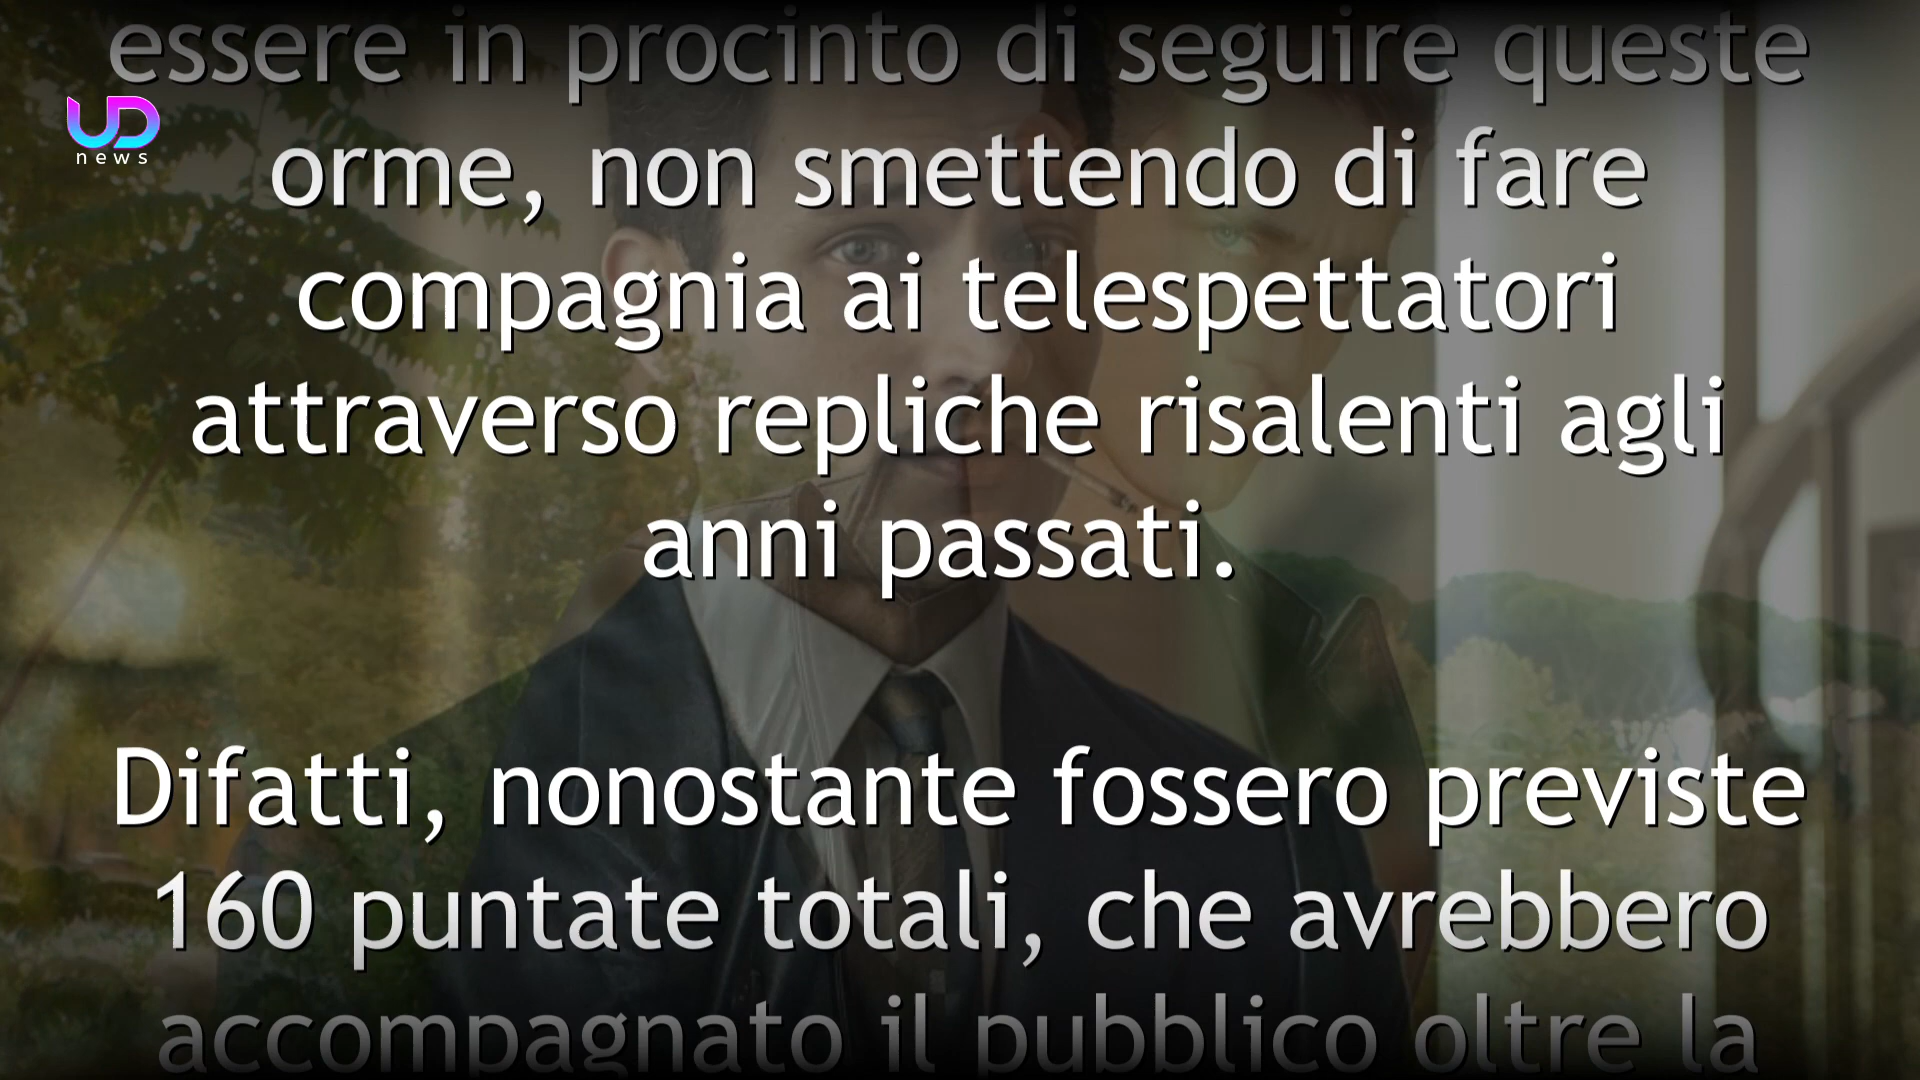 essere in procinto di seguire queste
UD
news
orme, non smettendo di fare
compagnia ai telespettatori
attraverso repliche risalenti agli
anni passati.
Difatti, nonostante fossero previste
160 puntate totali, che avrebbero
accompagnato il pubblico oltre la